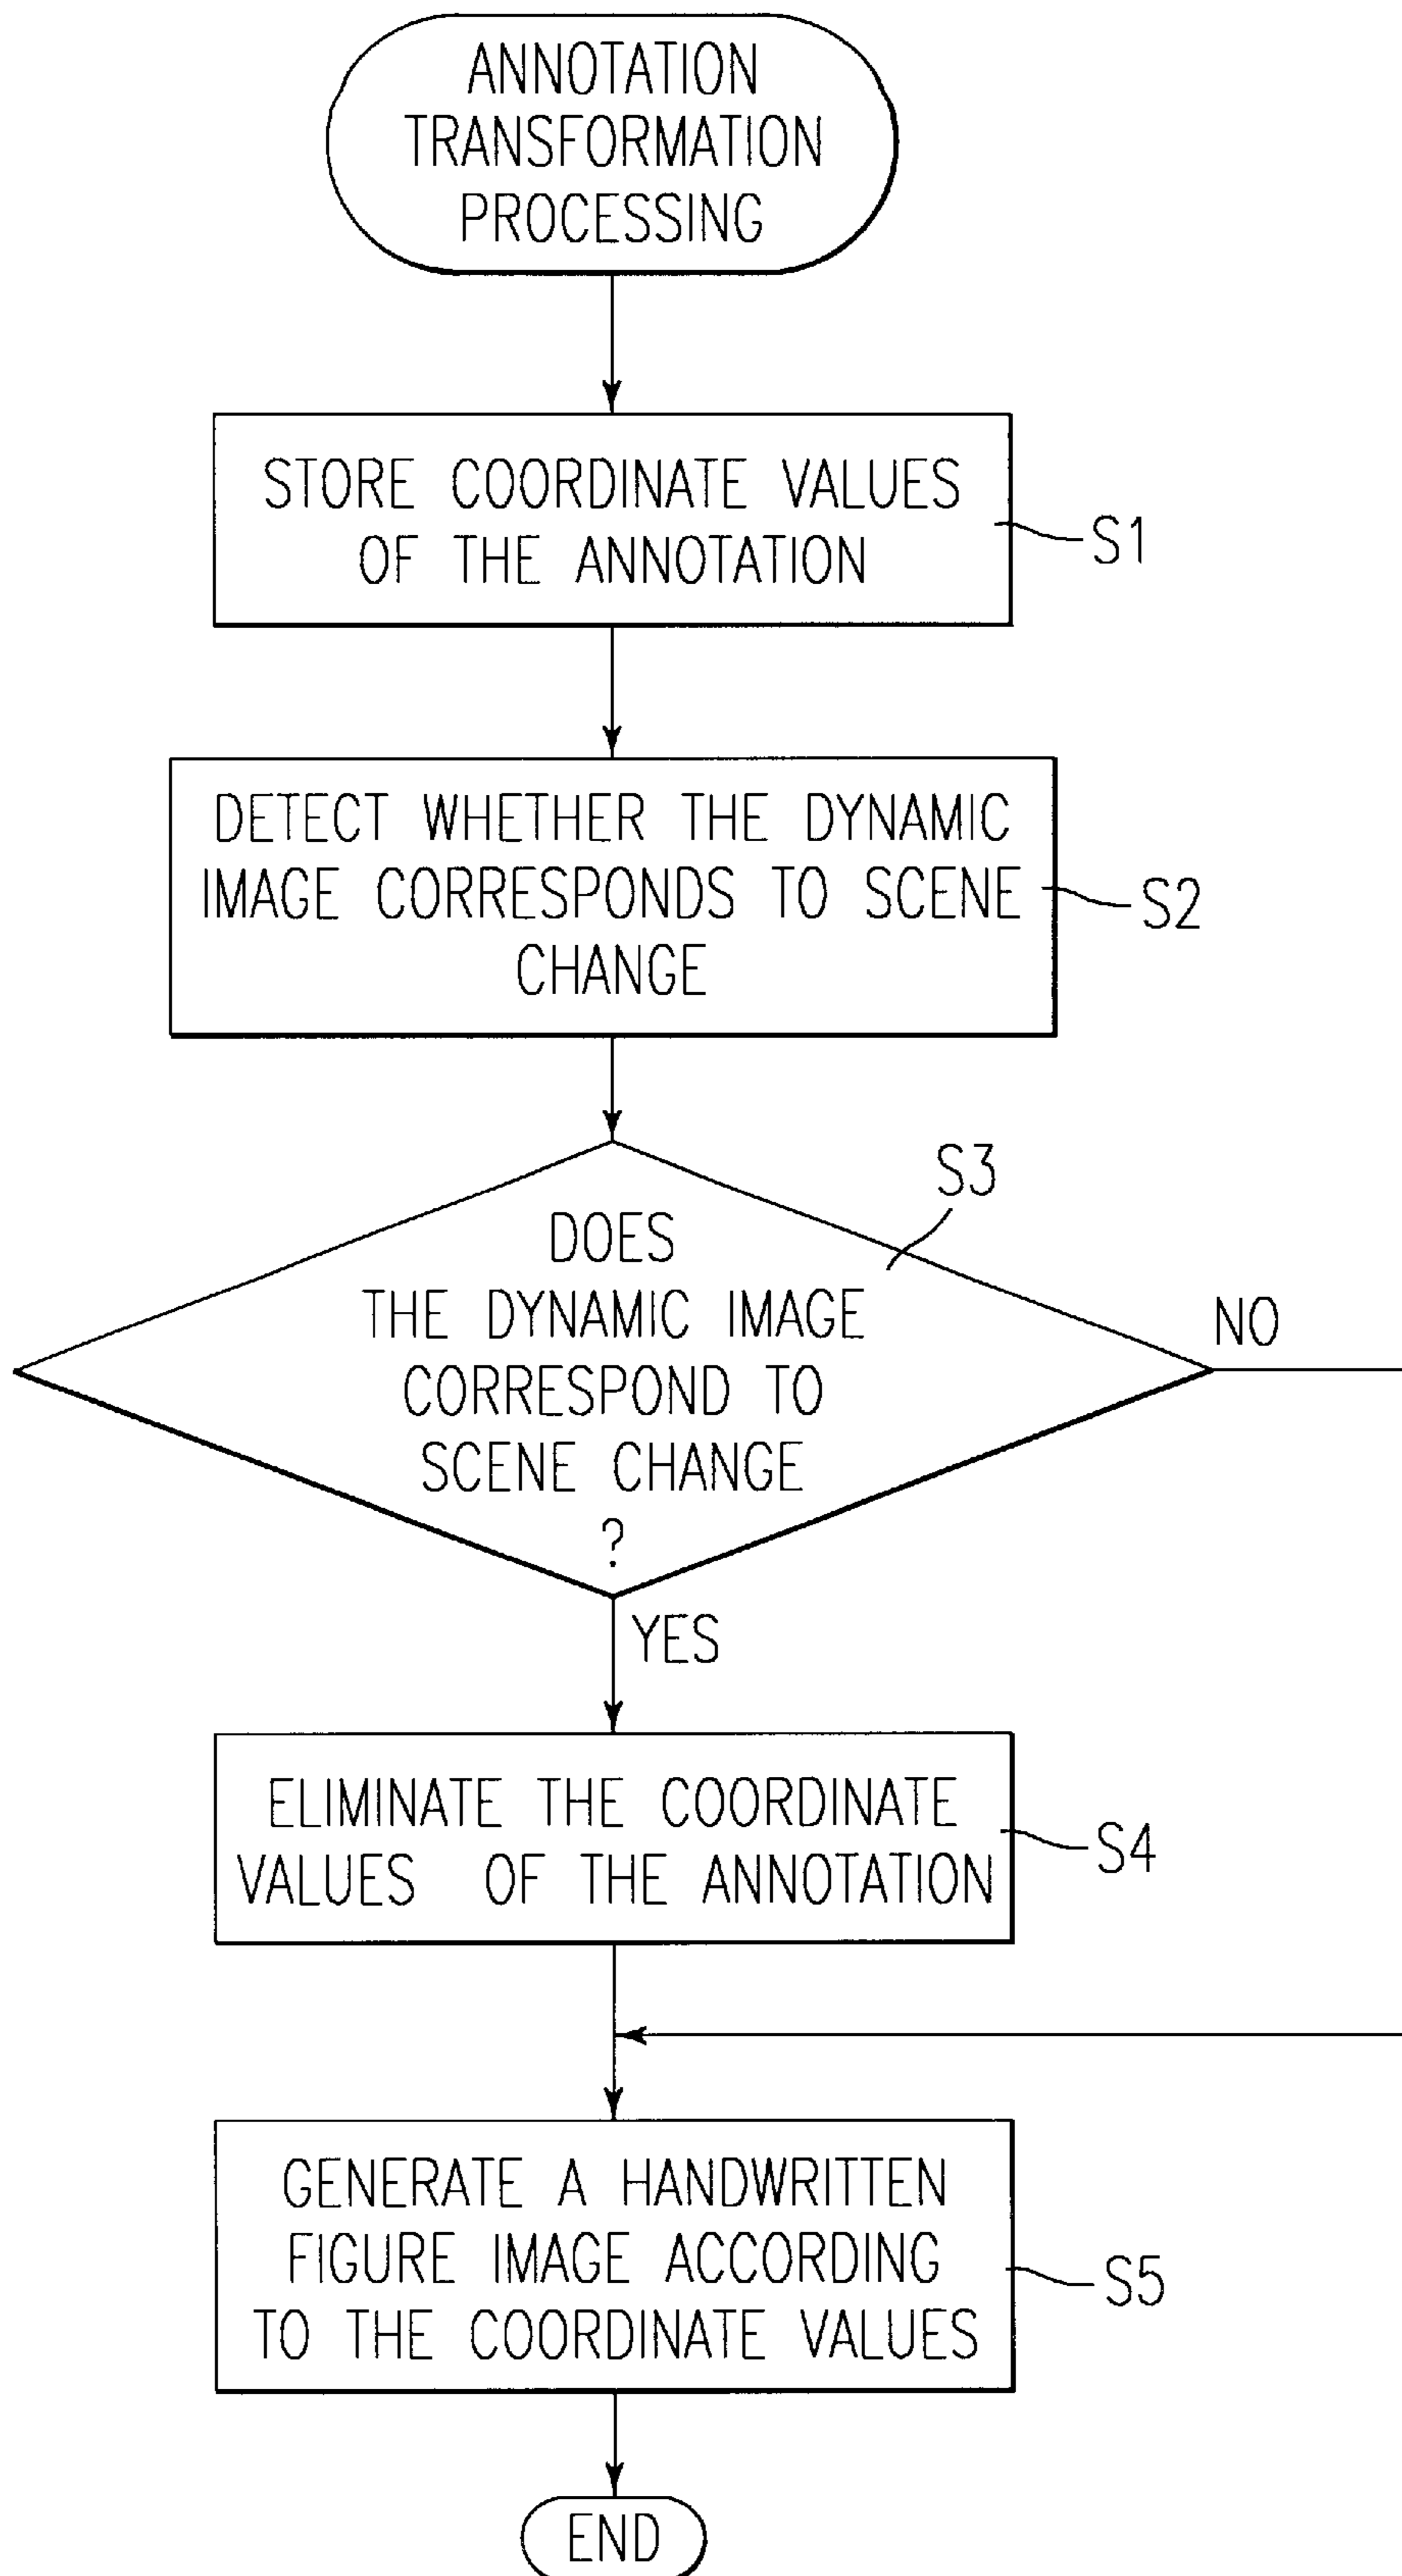 ANNOTATION
TRANSFORMATION
PROCESSING
STORE COORDINATE VALUES
OF THE ANNOTATION
S1
DETECT WHETHER THE DYNAMIC
IMAGE CORRESPONDS TO SCENE
CHANGE
S2
S3
DOES
THE DYNAMIC IMAGE
CORRESPOND TO
SCENE CHANGE
?
NO
YES
ELIMINATE THE COORDINATE
VALUES OF THE ANNOTATION
S4
GENERATE A HANDWRITTEN
FIGURE IMAGE ACCORDING
TO THE COORDINATE VALUES
S5
END